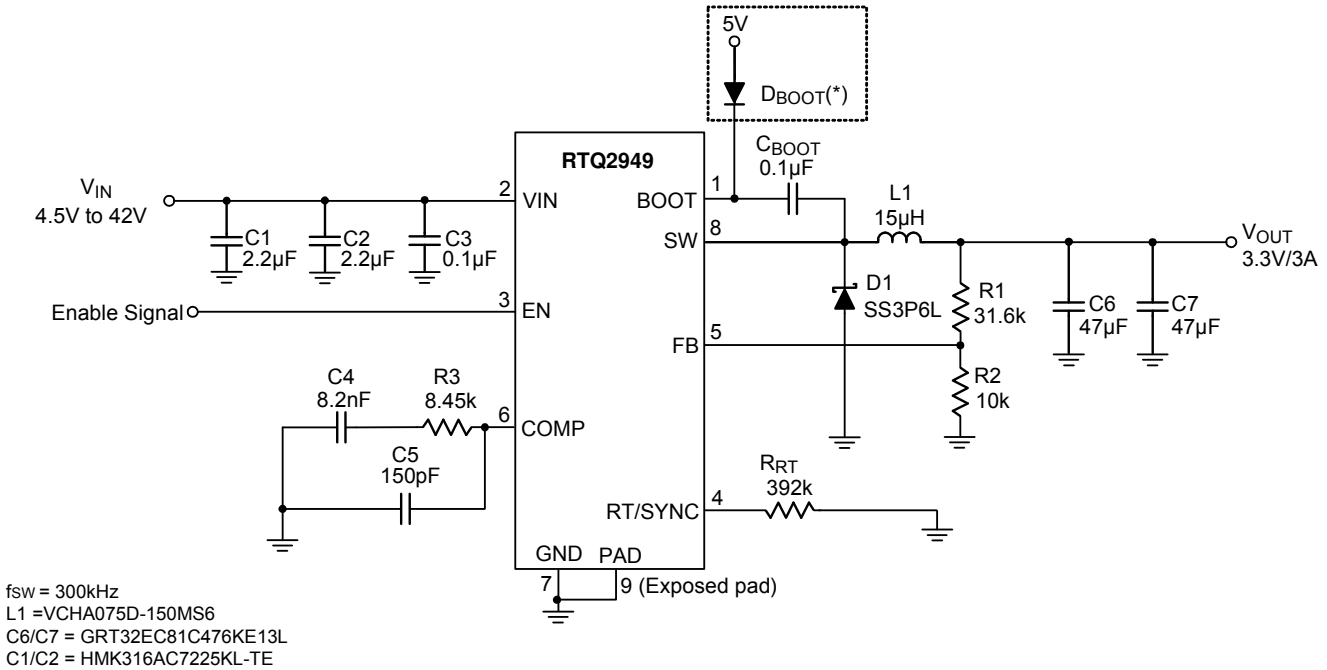 5V
DBOOT(*)
RTQ2949
CBOOT
0.1µF
VIN
4.5V to 42V
2
VIN
BOOT
1
L1
15µH
SW
8
VOUT
3.3V/3A
C1
2.2µF
C2
2.2µF
C3
0.1µF
D1
SS3P6L
R1
31.6k
C6
47µF
C7
47µF
Enable Signal
3
EN
FB
5
R2
10k
C4
8.2nF
R3
8.45k
6
COMP
C5
150pF
RRT
392k
RT/SYNC
4
GND
PAD
7
9 (Exposed pad)
fSW = 300kHz
L1 =VCHA075D-150MS6
C6/C7 = GRT32EC81C476KE13L
C1/C2 = HMK316AC7225KL-TE